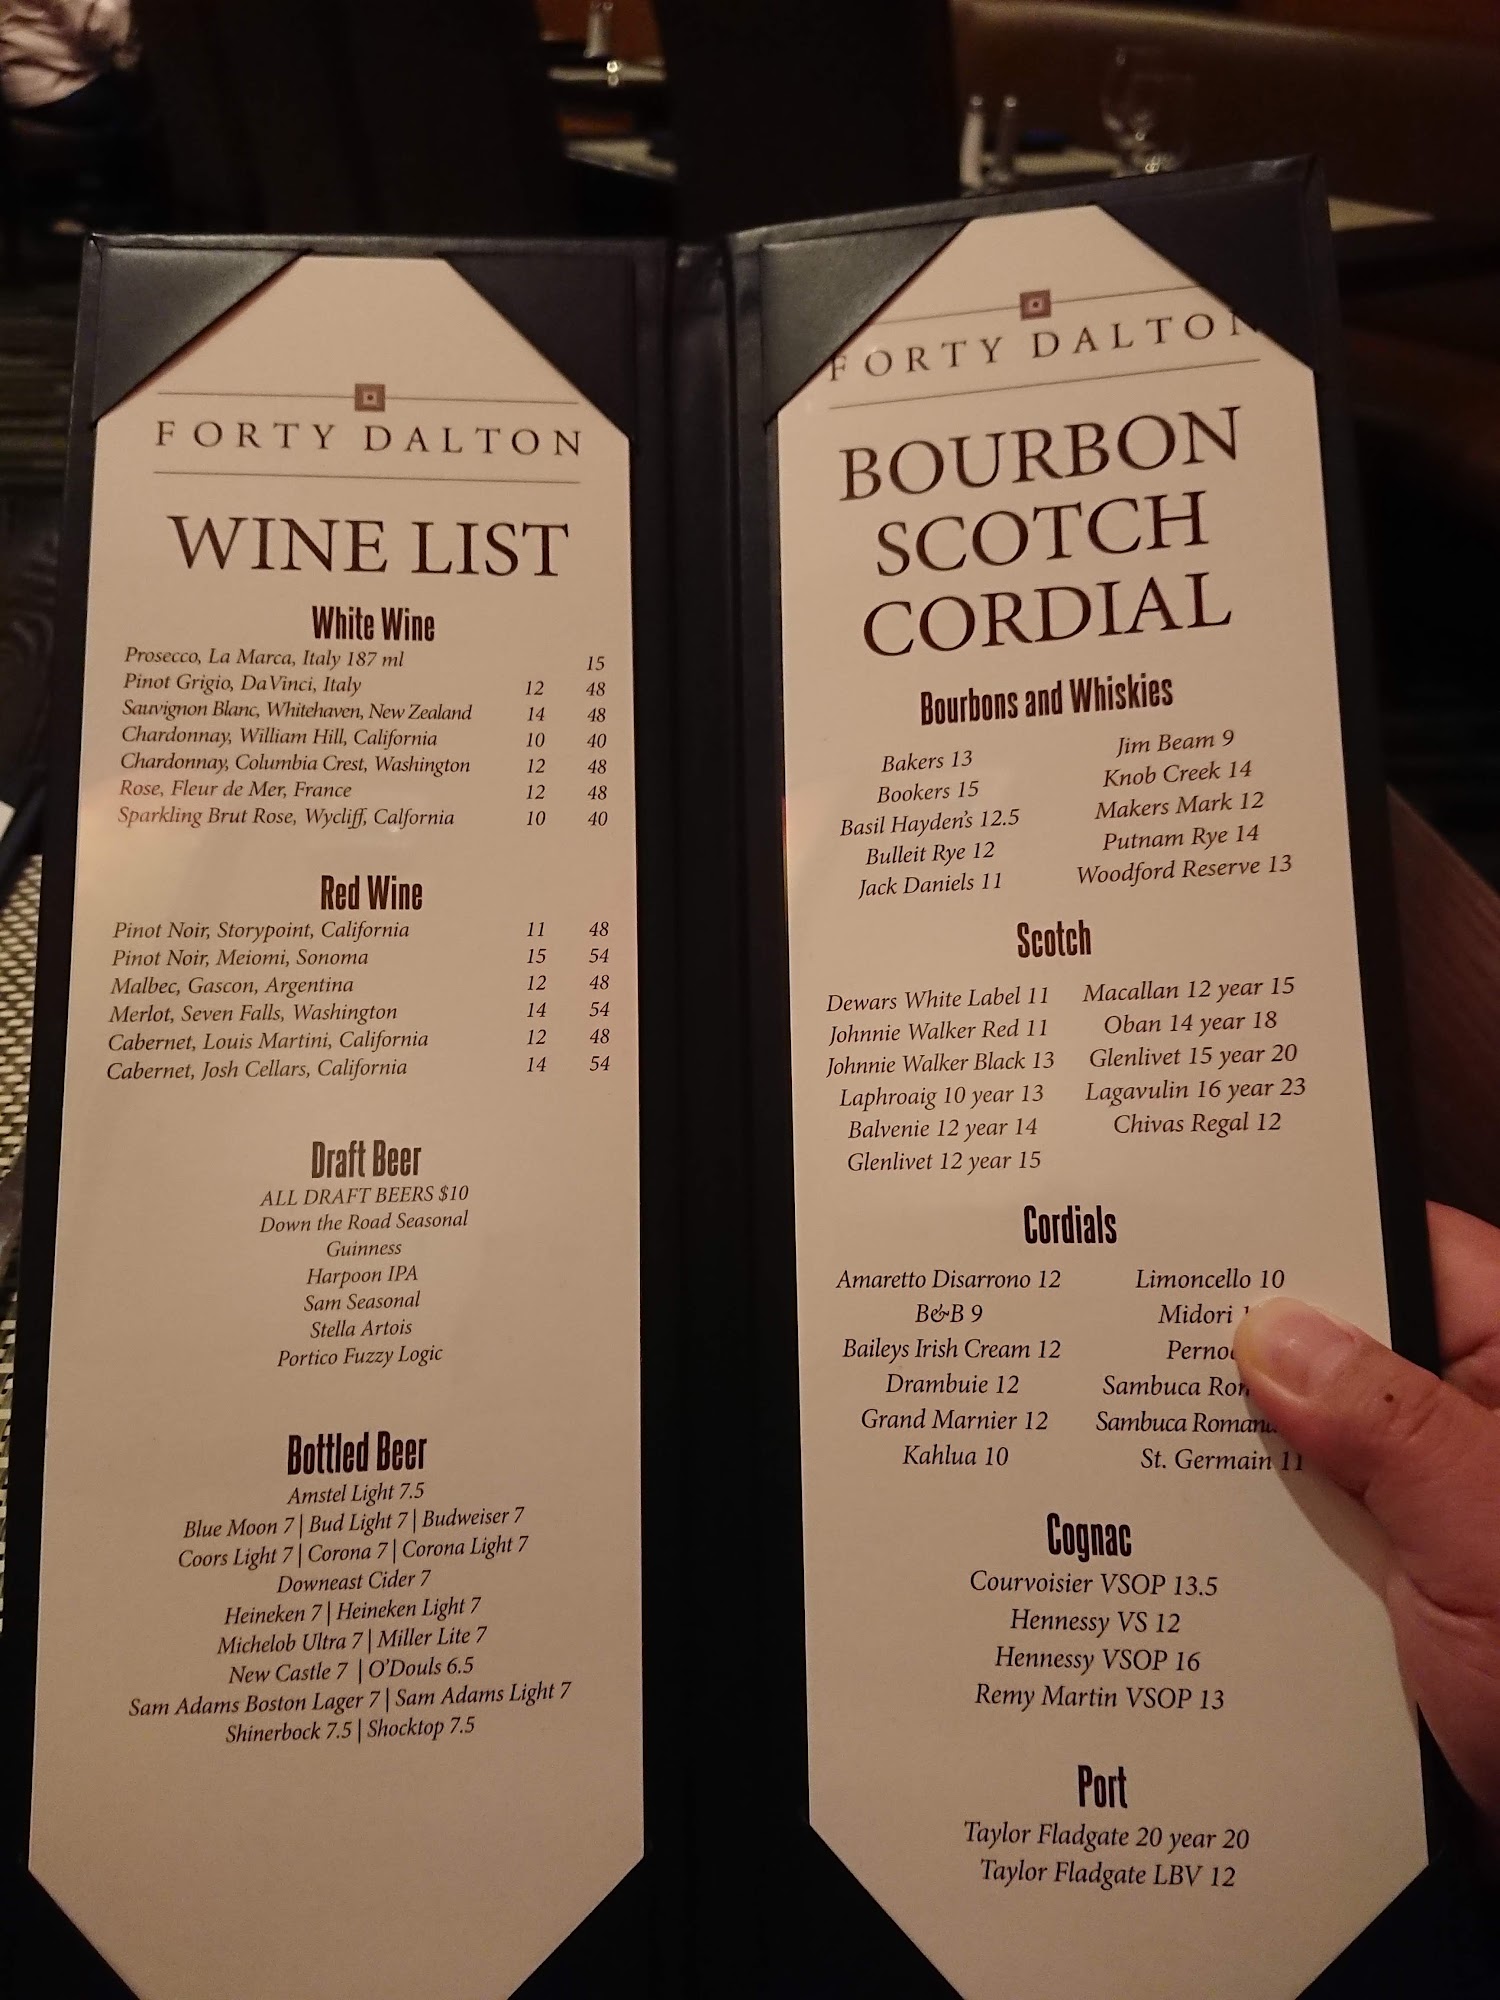 FORTY DALTON
WINE LIST
White Wine
Prosecco, La Marca, Italy 187 ml 15
Pinot Grigio, DaVinci, Italy 12 48
Sauvignon Blanc, Whitehaven, New Zealand 14 48
Chardonnay, William Hill, California 10 40
Chardonnay, Columbia Crest, Washington 12 48
Rose, Fleur de Mer, France 12 48
Sparkling Brut Rose, Wycliff, Calfornia 10 40
Red Wine
Pinot Noir, Storypoint, California 11 48
Pinot Noir, Meiomi, Sonoma 15 54
Malbec, Gascon, Argentina 12 48
Merlot, Seven Falls, Washington 14 54
Cabernet, Louis Martini, California 12 48
Cabernet, Josh Cellars, California 14 54
Draft Beer
ALL DRAFT BEERS $10
Down the Road Seasonal
Guinness
Harpoon IPA
Sam Seasonal
Stella Artois
Portico Fuzzy Logic
Bottled Beer
Amstel Light 7.5
Blue Moon 7 | Bud Light 7 | Budweiser 7
Coors Light 7 | Corona 7 | Corona Light 7
Downeast Cider 7
Heineken 7 | Heineken Light 7
Michelob Ultra 7 | Miller Lite 7
New Castle 7 | O'Douls 6.5
Sam Adams Boston Lager 7 | Sam Adams Light 7
Shinerbock 7.5 | Shocktop 7.5
FORTY DALTON
BOURBON
SCOTCH
CORDIAL
Bourbons and Whiskies
Bakers 13
Bookers 15
Basil Hayden's 12.5
Bulleit Rye 12
Jack Daniels 11
Jim Beam 9
Knob Creek 14
Makers Mark 12
Putnam Rye 14
Woodford Reserve 13
Scotch
Dewars White Label 11
Johnnie Walker Red 11
Johnnie Walker Black 13
Laphroaig 10 year 13
Balvenie 12 year 14
Glenlivet 12 year 15
Macallan 12 year 15
Oban 14 year 18
Glenlivet 15 year 20
Lagavulin 16 year 23
Chivas Regal 12
Cordials
Amaretto Disarrono 12
B&B 9
Baileys Irish Cream 12
Drambuie 12
Grand Marnier 12
Kahlua 10
Limoncello 10
Midori
Sambuca
Sambuca
St. Germain 11
Cognac
Courvoisier VSOP 13.5
Hennessy VS 12
Hennessy VSOP 16
Remy Martin VSOP 13
Port
Taylor Fladgate 20 year 20
Taylor Fladgate LBV 12